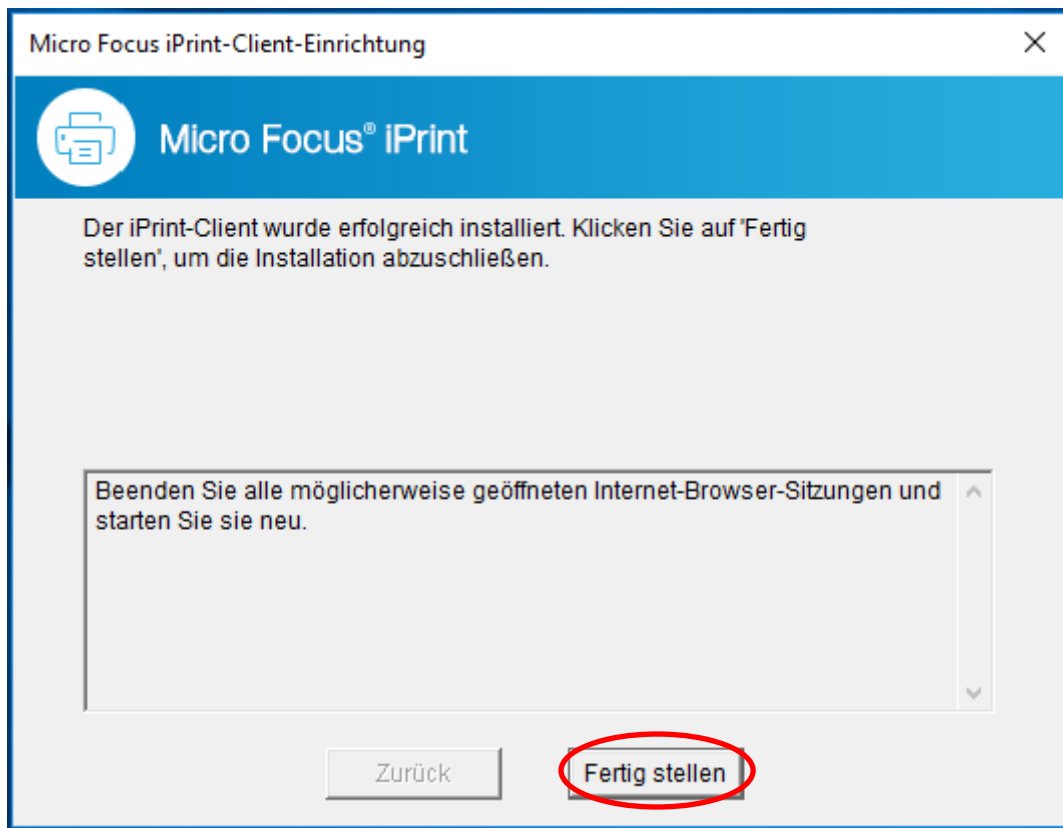 Micro Focus iPrint-Client-Einrichtung
Micro Focus® iPrint
Der iPrint-Client wurde erfolgreich installiert. Klicken Sie auf 'Fertig
stellen', um die Installation abzuschließen.
Beenden Sie alle möglicherweise geöffneten Internet-Browser-Sitzungen und
starten Sie sie neu.
Zurück
Fertig stellen